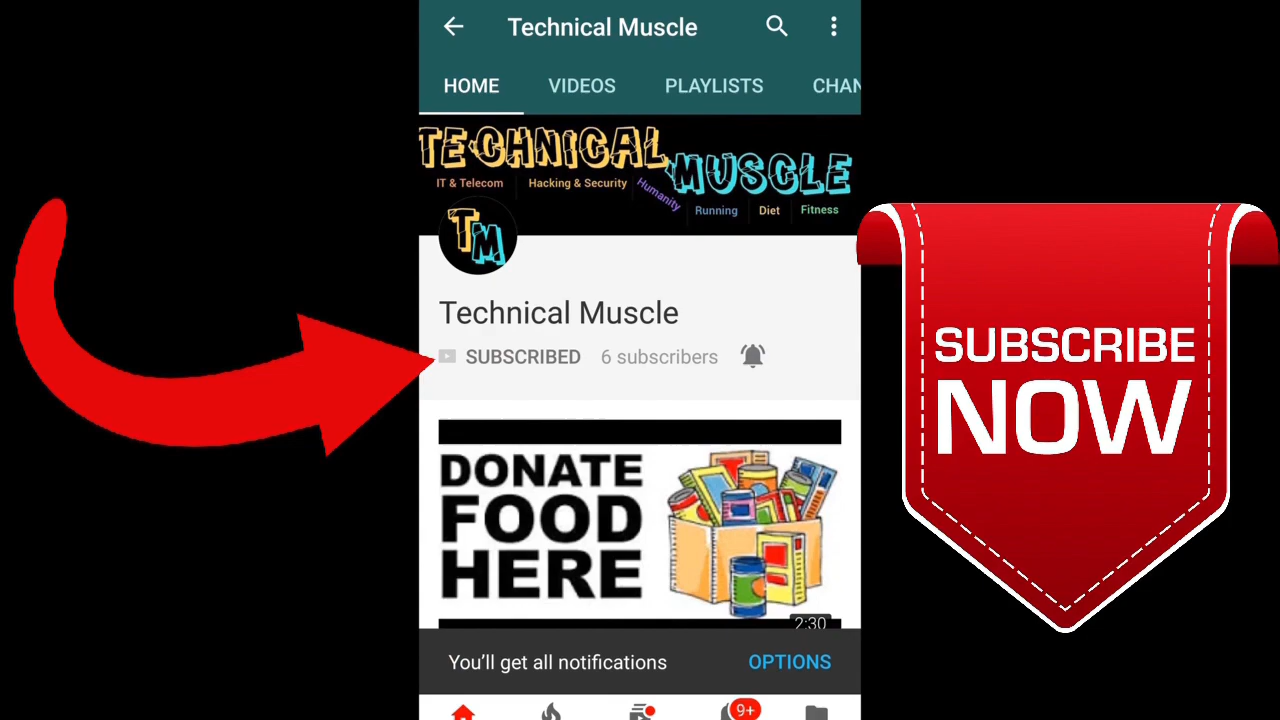 Technical Muscle
HOME VIDEOS PLAYLISTS CHAN
TECHNICAL MUSCLE
IT & Telecom Hacking & Security Humanity Running Diet Fitness
TM
Technical Muscle
SUBSCRIBED 6 subscribers
DONATE
FOOD
HERE
2:30
You'll get all notifications OPTIONS
9+
SUBSCRIBE
NOW